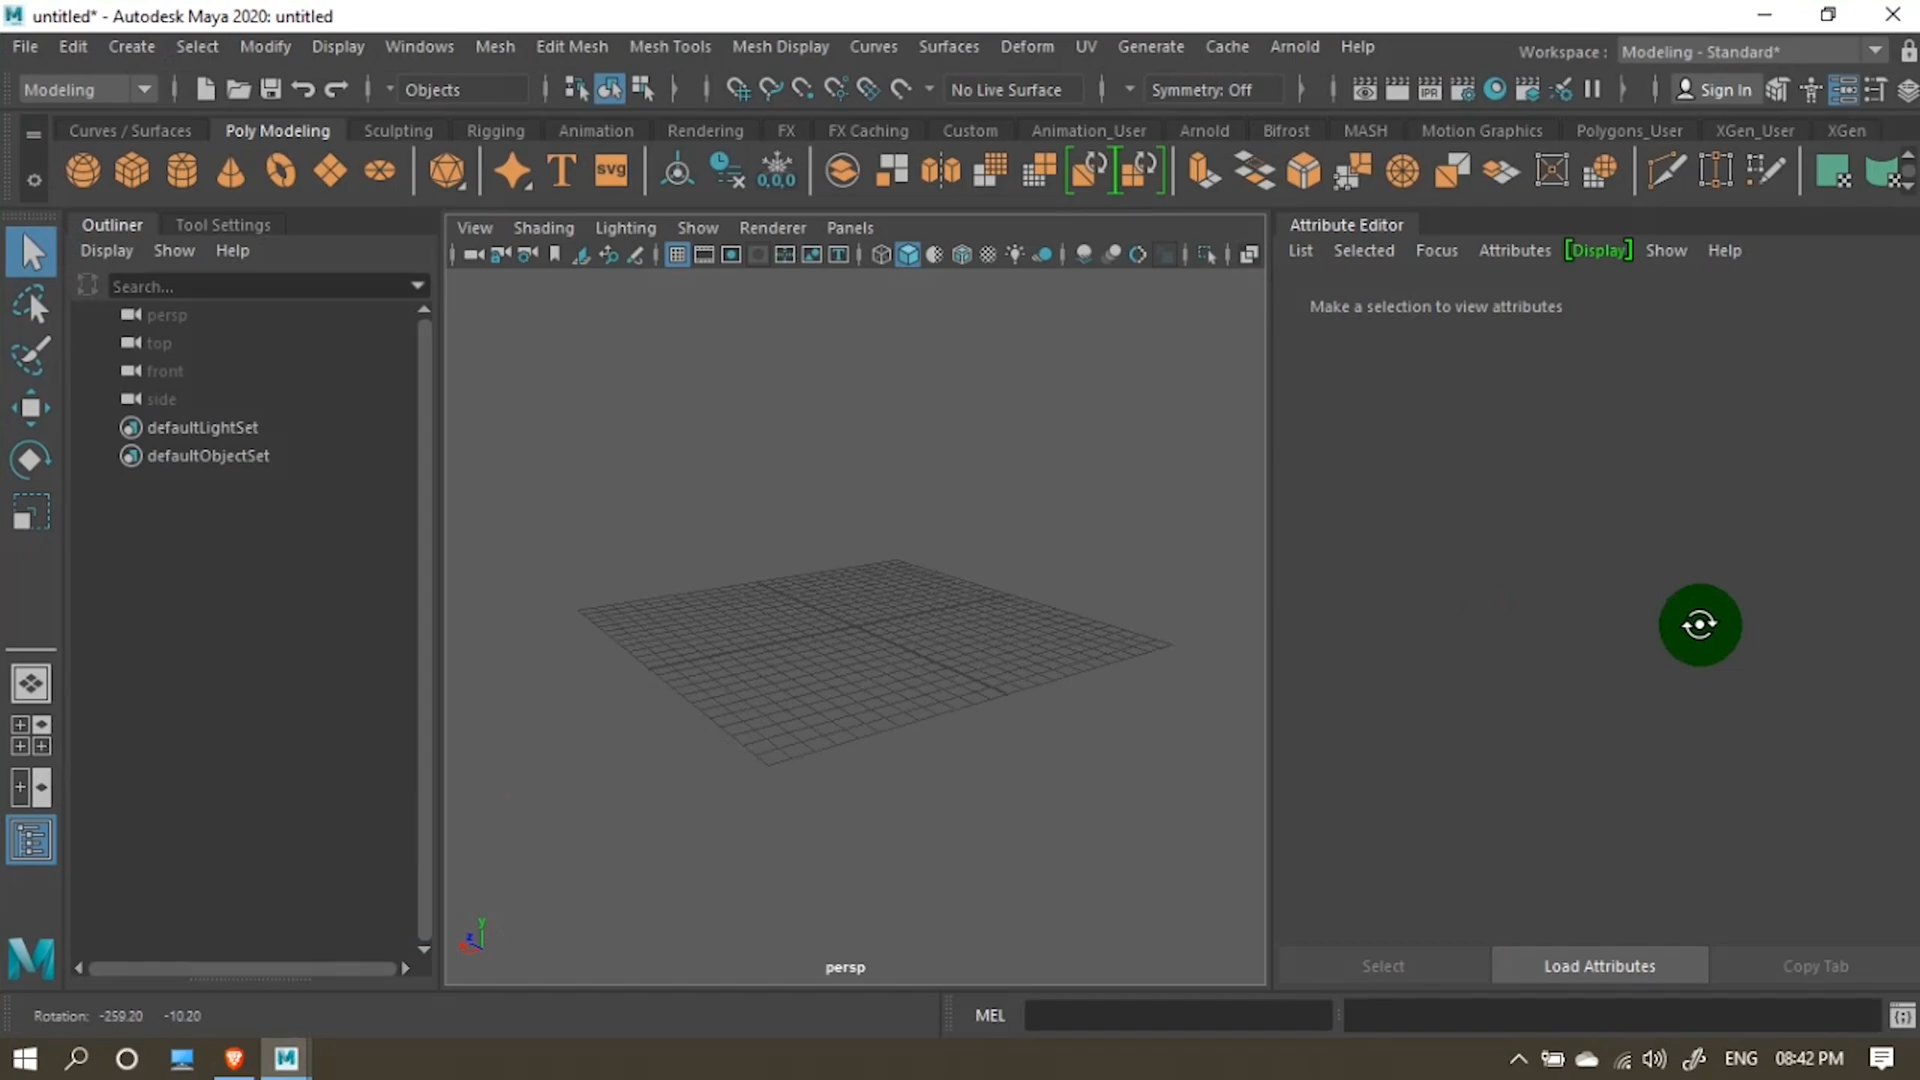 untitled* - Autodesk Maya 2020: untitled
File Edit Create Select Modify Display Windows Mesh Edit Mesh Mesh Tools Mesh Display Curves Surfaces Deform UV Generate Cache Arnold Help Workspace : Modeling - Standard*
Modeling Objects No Live Surface Symmetry: Off IPR Sign In
Curves / Surfaces Poly Modeling Sculpting Rigging Animation Rendering FX FX Caching Custom Animation_User Arnold Bifrost MASH Motion Graphics Polygons_User XGen_User XGen
T SVG 0,0,0
Outliner Tool Settings
Display Show Help
Search...
persp
top
front
side
defaultLightSet
defaultObjectSet
View Shading Lighting Show Renderer Panels
y
z
persp
Attribute Editor
List Selected Focus Attributes [Display] Show Help
Make a selection to view attributes
Select Load Attributes Copy Tab
Rotation: -259.20 -10.20 MEL
ENG 08:42 PM